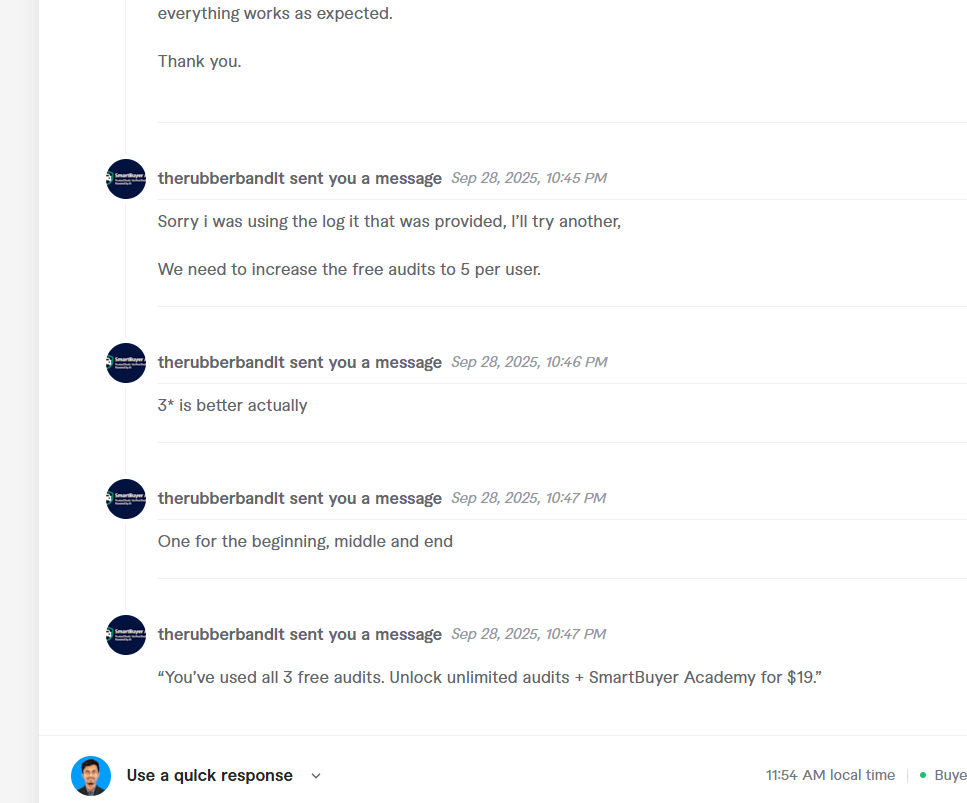 everything works as expected.
Thank you.
therubberbandlt sent you a message Sep 28, 2025, 10:45 PM
Sorry i was using the log it that was provided, I’ll try another,
We need to increase the free audits to 5 per user.
therubberbandlt sent you a message Sep 28, 2025, 10:46 PM
3* is better actually
therubberbandlt sent you a message Sep 28, 2025, 10:47 PM
One for the beginning, middle and end
therubberbandlt sent you a message Sep 28, 2025, 10:47 PM
“You’ve used all 3 free audits. Unlock unlimited audits + SmartBuyer Academy for $19.”
Use a quick response 11:54 AM local time Buye